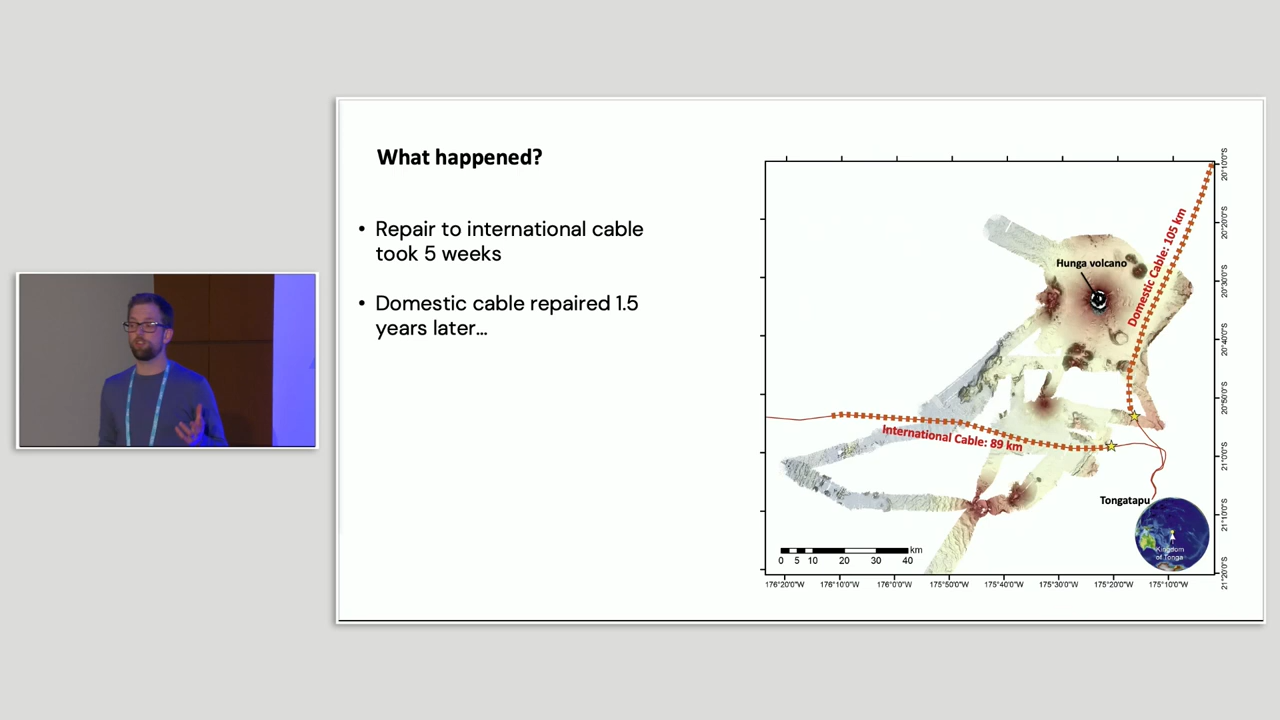 What happened?
• Repair to international cable
took 5 weeks
• Domestic cable repaired 1.5
years later...
Hunga volcano
Domestic Cable: 105 km
International Cable: 89 km
Tongatapu
Kingdom
of Tonga
km
0 5 10 20 30 40
176°20'0"W 176°10'0"W 176°0'0"W 175°50'0"W 175°40'0"W 175°30'0"W 175°20'0"W 175°10'0"W
20°10'0"S
20°20'0"S
20°30'0"S
20°40'0"S
20°50'0"S
21°0'0"S
21°10'0"S
21°20'0"S